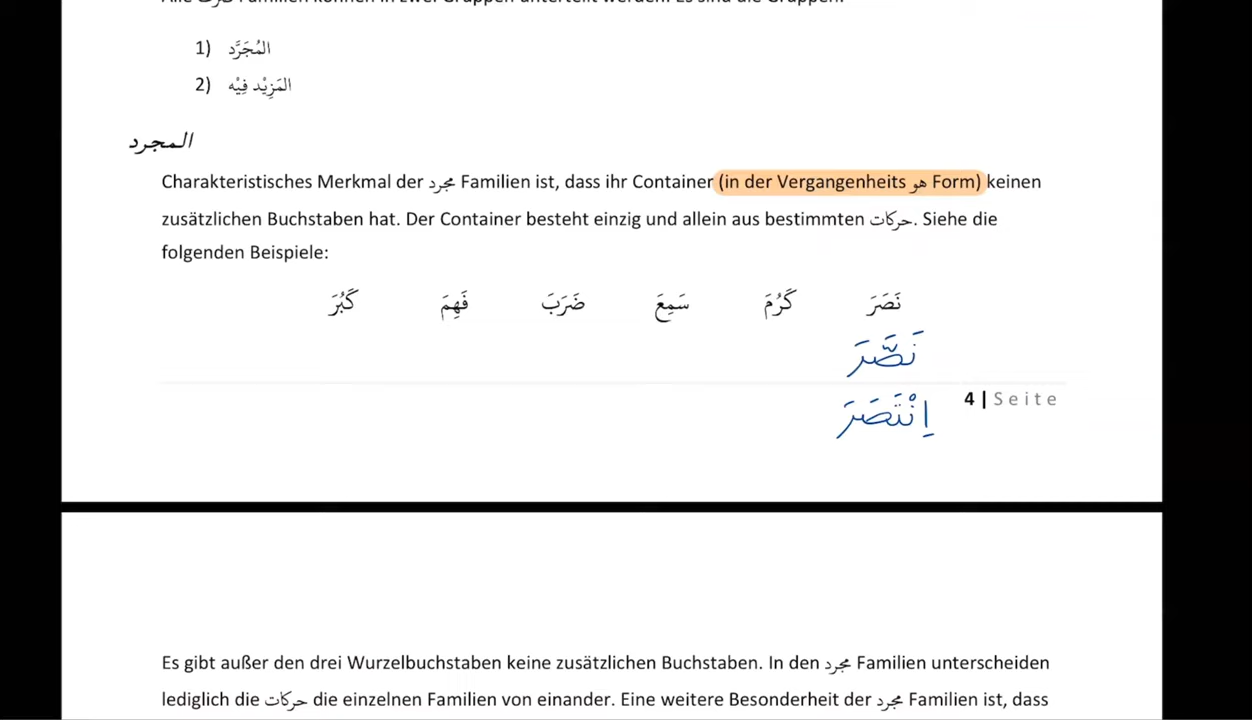 1) المُجَرَّد
2) المَزِيْد فِيْه
المجرد
Charakteristisches Merkmal der مجرد Familien ist, dass ihr Container (in der Vergangenheits هو Form) keinen
zusätzlichen Buchstaben hat. Der Container besteht einzig und allein aus bestimmten حركات. Siehe die
folgenden Beispiele:
نَصَرَ كَرُمَ سَمِعَ ضَرَبَ فَهِمَ كَبُرَ
نَصَّرَ
اِنْتَصَرَ
4 | Seite
Es gibt außer den drei Wurzelbuchstaben keine zusätzlichen Buchstaben. In den مجرد Familien unterscheiden
lediglich die حركات die einzelnen Familien von einander. Eine weitere Besonderheit der مجرد Familien ist, dass